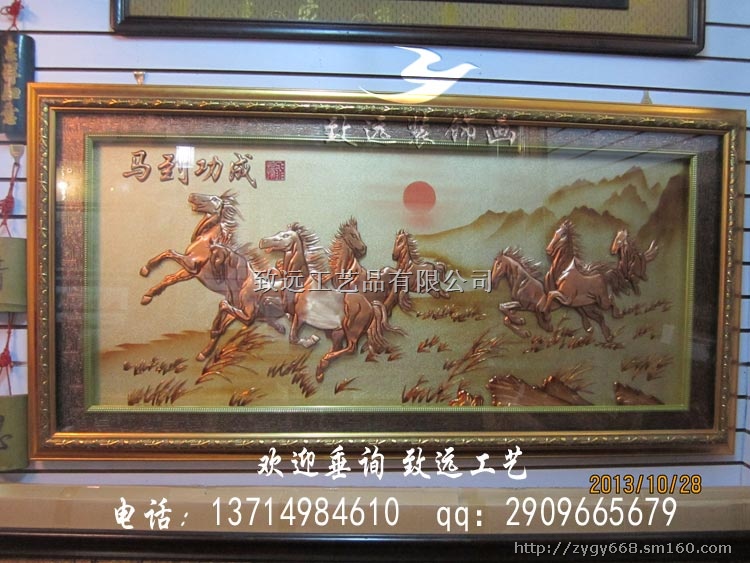 致远装饰画
马到功成
致远工艺品有限公司
欢迎垂询 致远工艺
2013/10/28
电话：13714984610 qq：2909665679
http://zygy668.sm160.com